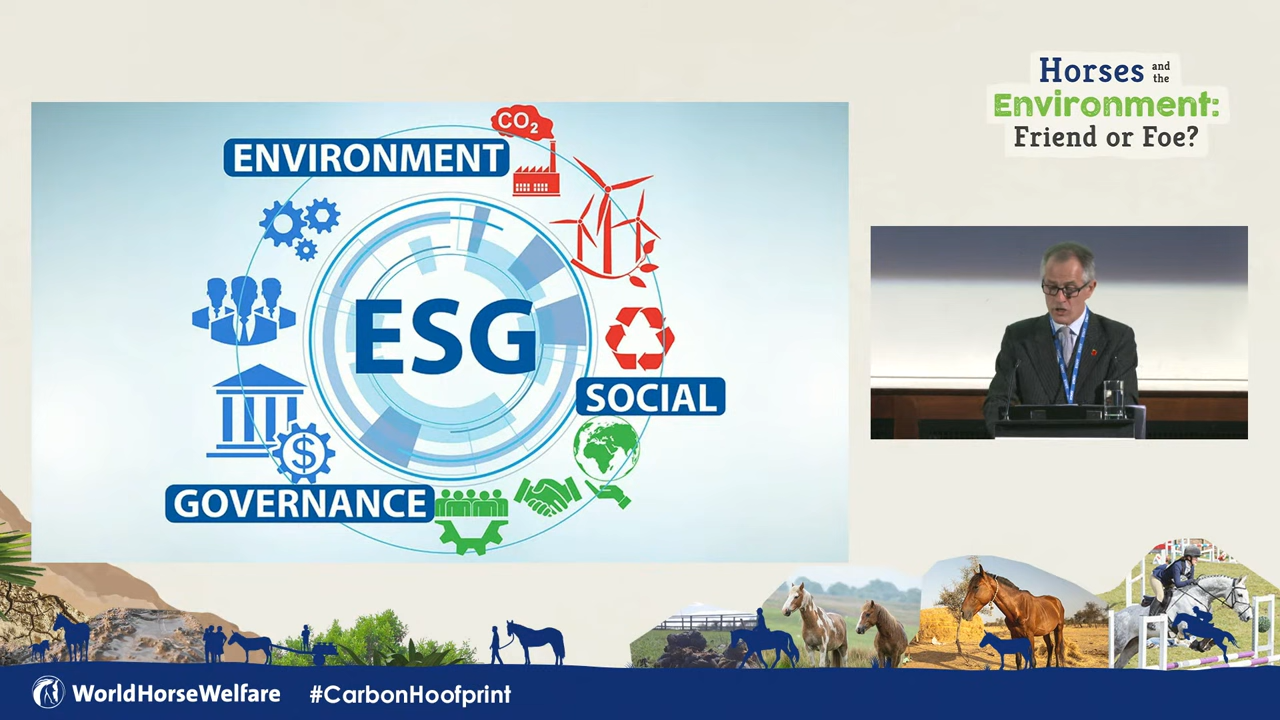 Horses and the
Environment:
Friend or Foe?
ENVIRONMENT
CO2
ESG
SOCIAL
$
GOVERNANCE
WorldHorseWelfare
#CarbonHoofprint